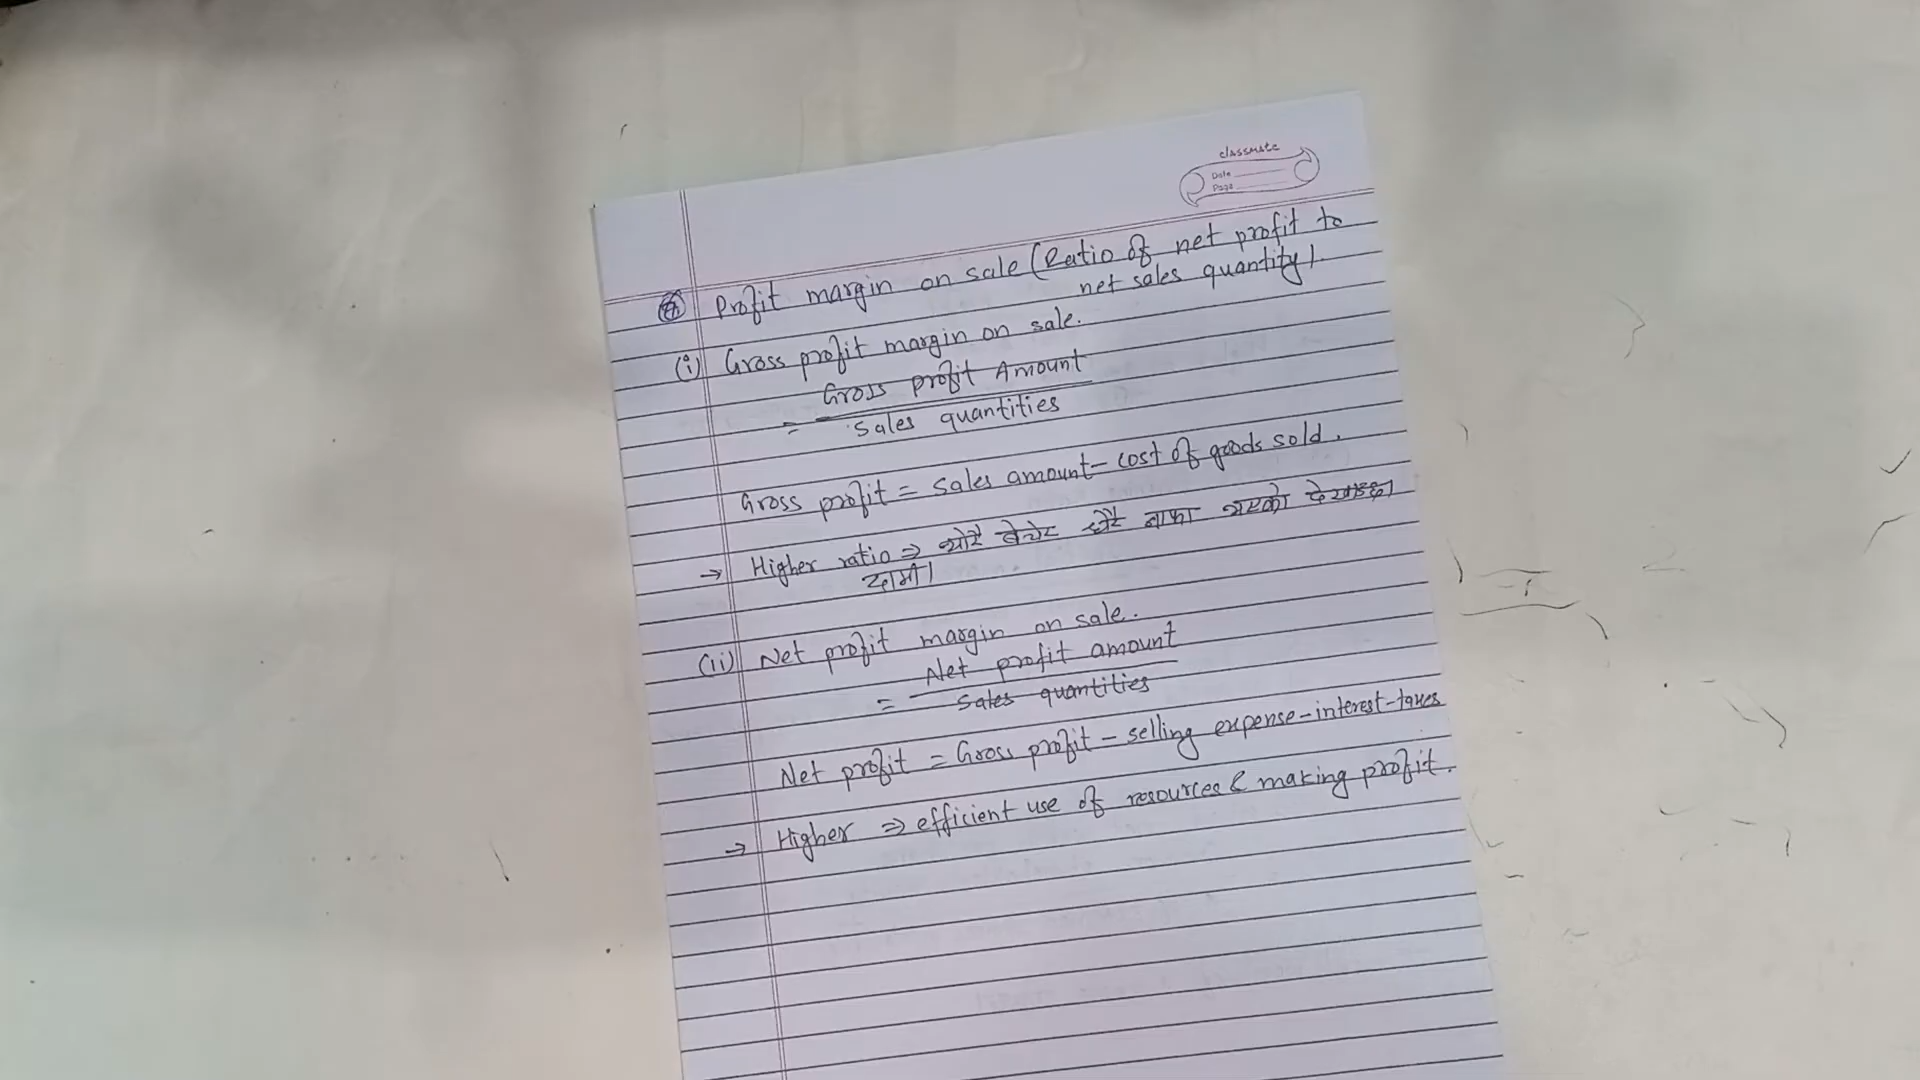 classmate
Date
Page
Profit margin on sale (Ratio of net profit to
net sales quantity).
(i) Gross profit margin on sale.
Gross profit Amount
= Sales quantities
Gross profit = Sales amount - cost of goods sold.
→ Higher ratio ⇒ थोरै बेचेर धेरै नाफा भएको देखाउछ।
दामी।
(ii) Net profit margin on sale.
Net profit amount
= Sales quantities
Net profit = Gross profit - selling expense - interest - taxes
→ Higher ⇒ efficient use of resources & making profit.